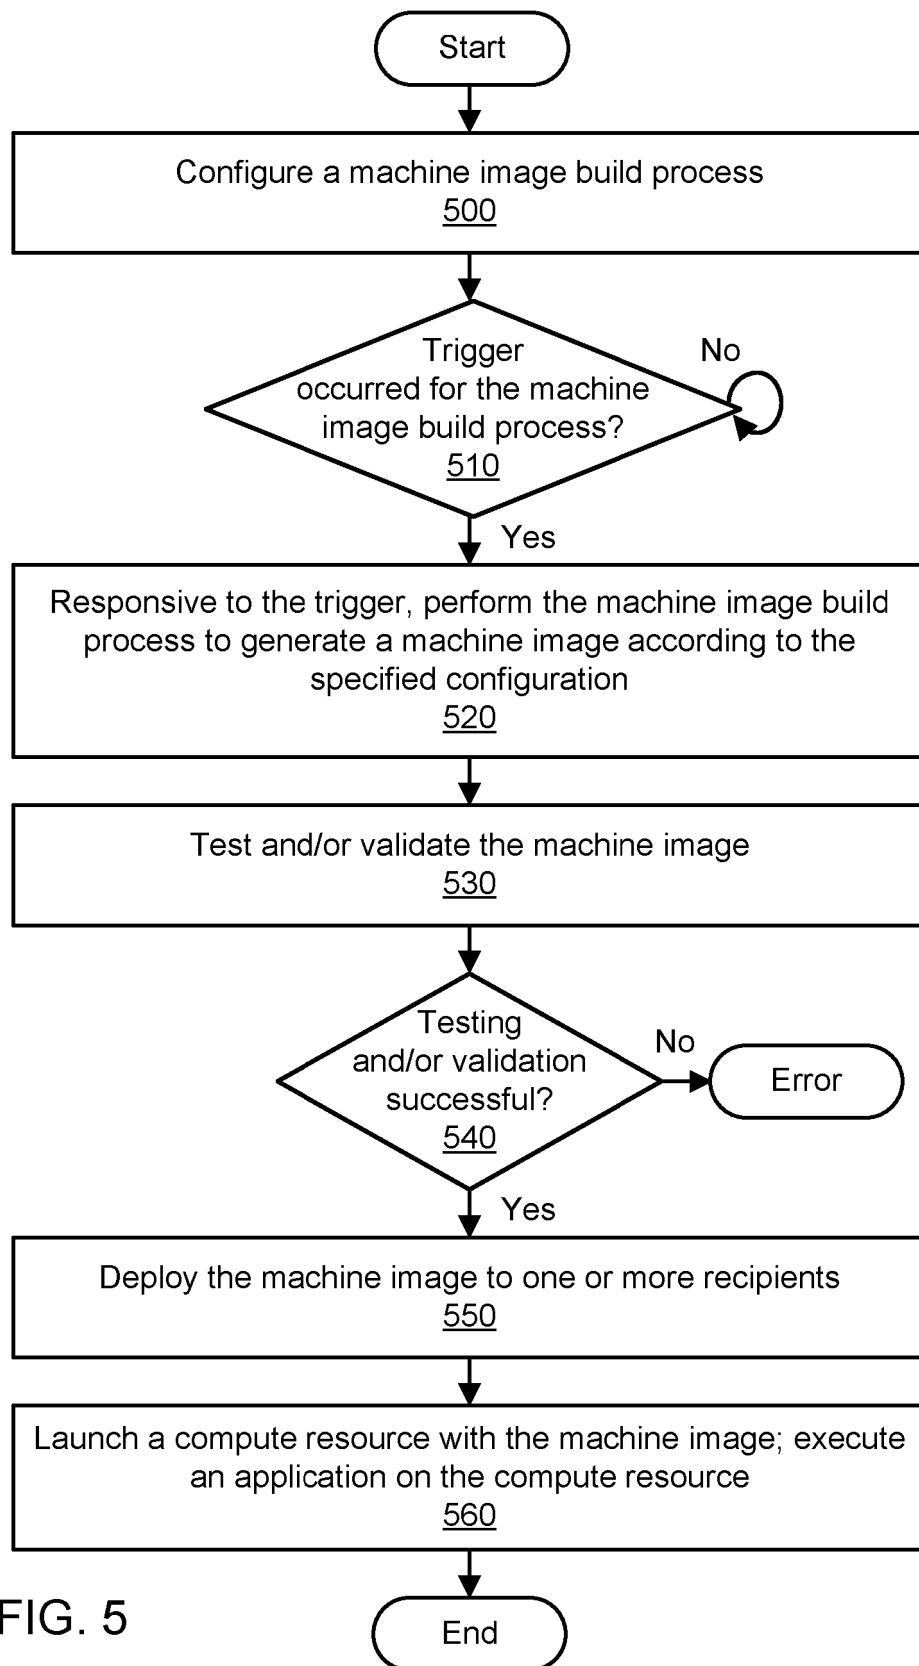 Start
Configure a machine image build process
500
Trigger
occurred for the machine
image build process?
510
No
Yes
Responsive to the trigger, perform the machine image build
process to generate a machine image according to the
specified configuration
520
Test and/or validate the machine image
530
Testing
and/or validation
successful?
540
No
Error
Yes
Deploy the machine image to one or more recipients
550
Launch a compute resource with the machine image; execute
an application on the compute resource
560
End
FIG. 5